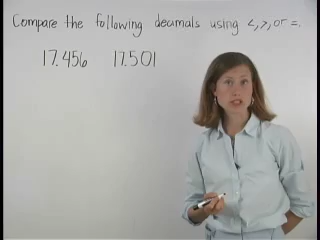 Compare the following decimals using <, >, or =.
17.456 17.501